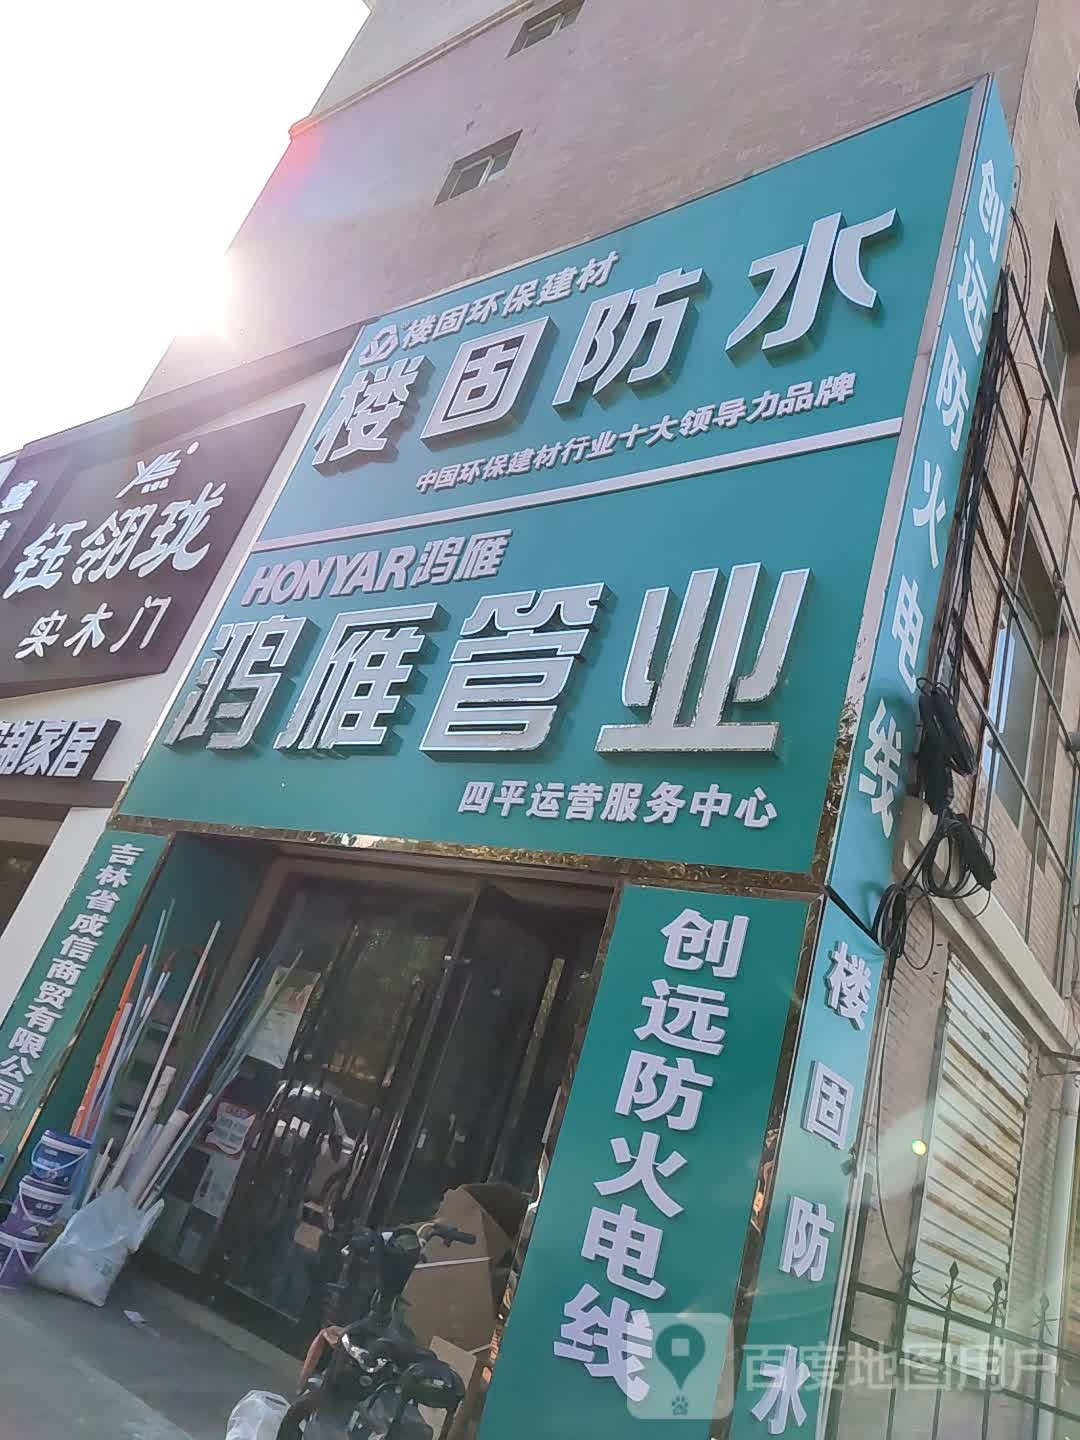 楼固环保建材
楼固防水
中国环保建材行业十大领导力品牌
HONYAR鸿雁
鸿雁管业
四平运营服务中心
创远防火电线
吉林省成信商贸有限公司
创远防火电线
楼固防水
钰翎珑
实木门
制家居
百度地图用户